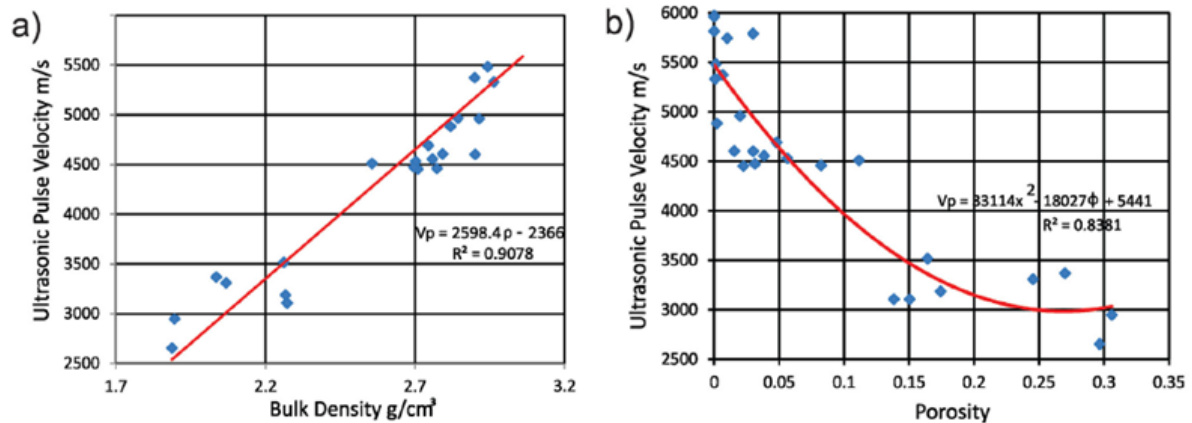 a)
Ultrasonic Pulse Velocity m/s
5500
5000
4500
4000
3500
3000
2500
Vp = 2598.4ρ - 2366
R² = 0.9078
1.7 2.2 2.7 3.2
Bulk Density g/cm³
b)
Ultrasonic Pulse Velocity m/s
6000
5500
5000
4500
4000
3500
3000
2500
Vp = 33114x² - 18027ϕ + 5441
R² = 0.8381
0 0.05 0.1 0.15 0.2 0.25 0.3 0.35
Porosity